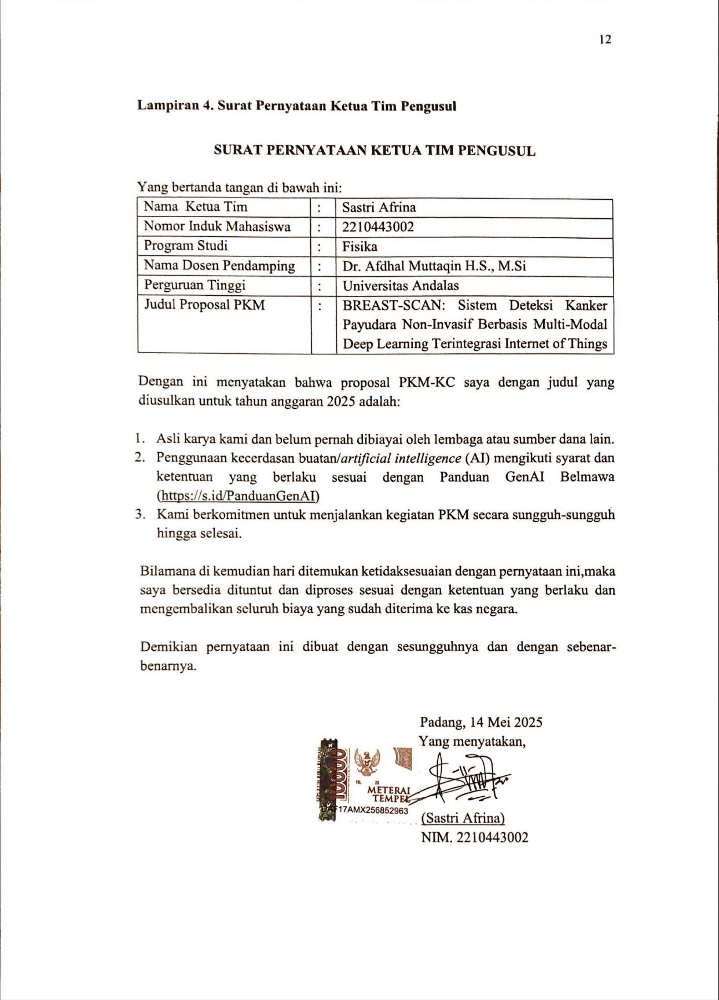 12
Lampiran 4. Surat Pernyataan Ketua Tim Pengusul
SURAT PERNYATAAN KETUA TIM PENGUSUL
Yang bertanda tangan di bawah ini:
Nama Ketua Tim : Sastri Afrina
Nomor Induk Mahasiswa : 2210443002
Program Studi : Fisika
Nama Dosen Pendamping : Dr. Afdhal Muttaqin H.S., M.Si
Perguruan Tinggi : Universitas Andalas
Judul Proposal PKM : BREAST-SCAN: Sistem Deteksi Kanker
Payudara Non-Invasif Berbasis Multi-Modal
Deep Learning Terintegrasi Internet of Things
Dengan ini menyatakan bahwa proposal PKM-KC saya dengan judul yang
diusulkan untuk tahun anggaran 2025 adalah:
1. Asli karya kami dan belum pernah dibiayai oleh lembaga atau sumber dana lain.
2. Penggunaan kecerdasan buatan/artificial intelligence (AI) mengikuti syarat dan
ketentuan yang berlaku sesuai dengan Panduan GenAI Belmawa
(https://s.id/PanduanGenAI)
3. Kami berkomitmen untuk menjalankan kegiatan PKM secara sungguh-sungguh
hingga selesai.
Bilamana di kemudian hari ditemukan ketidaksesuaian dengan pernyataan ini,maka
saya bersedia dituntut dan diproses sesuai dengan ketentuan yang berlaku dan
mengembalikan seluruh biaya yang sudah diterima ke kas negara.
Demikian pernyataan ini dibuat dengan sesungguhnya dan dengan sebenar-
benarnya.
Padang, 14 Mei 2025
Yang menyatakan,
10000
METERAI
TEMPEL
17AMX256852963
(Sastri Afrina)
NIM. 2210443002